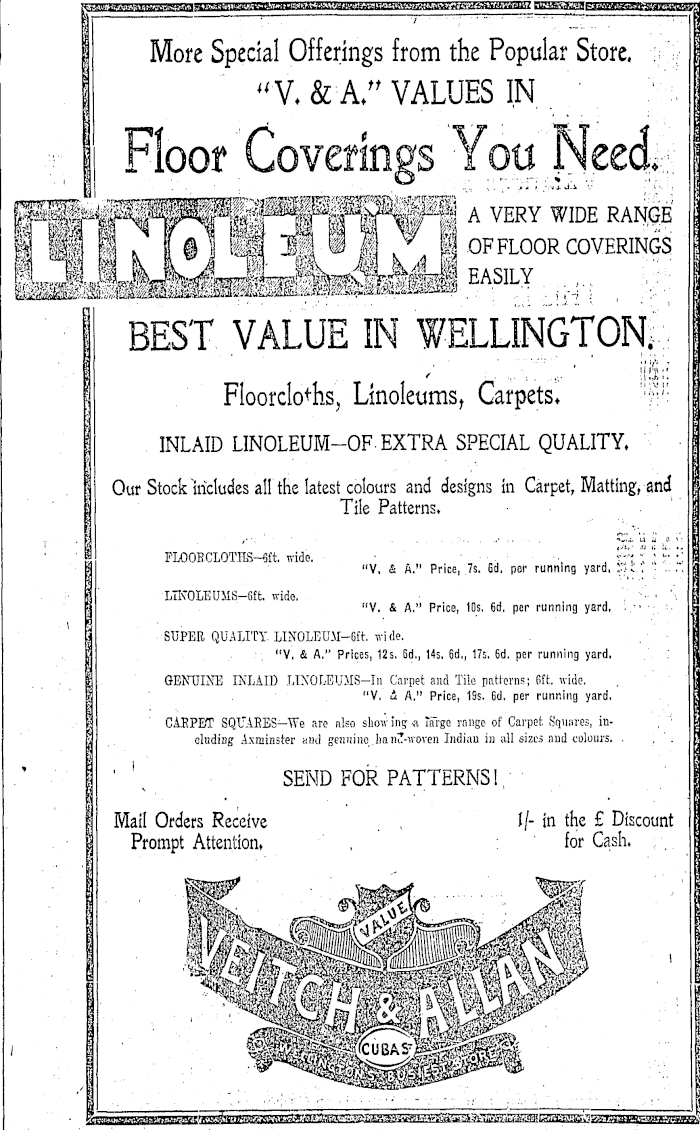 More Special Offerings from the Popular Store.
"V. & A." VALUES IN
Floor Coverings You Need.
LINOLEUM
A VERY WIDE RANGE
OF FLOOR COVERINGS
EASILY
BEST VALUE IN WELLINGTON.
Floorcloths, Linoleums, Carpets.
INLAID LINOLEUM—OF EXTRA SPECIAL QUALITY.
Our Stock includes all the latest colours and designs in Carpet, Matting, and
Tile Patterns.
FLOORCLOTHS—6ft. wide.
"V. & A." Price, 7s. 6d. per running yard.
LINOLEUMS—6ft. wide.
"V. & A." Price, 10s. 6d. per running yard.
SUPER QUALITY LINOLEUM—6ft. wide.
"V. & A." Prices, 12s. 6d., 14s. 6d., 17s. 6d. per running yard.
GENUINE INLAID LINOLEUMS—In Carpet and Tile patterns; 6ft. wide.
"V. & A." Price, 19s. 6d. per running yard.
CARPET SQUARES—We are also showing a large range of Carpet Squares, in-
cluding Axminster and genuine hand-woven Indian in all sizes and colours.
SEND FOR PATTERNS!
Mail Orders Receive
Prompt Attention.
1/- in the £ Discount
for Cash.
VALUE
VEITCH & ALLAN
CUBAS
WELLINGTON'S BUSIEST STORE